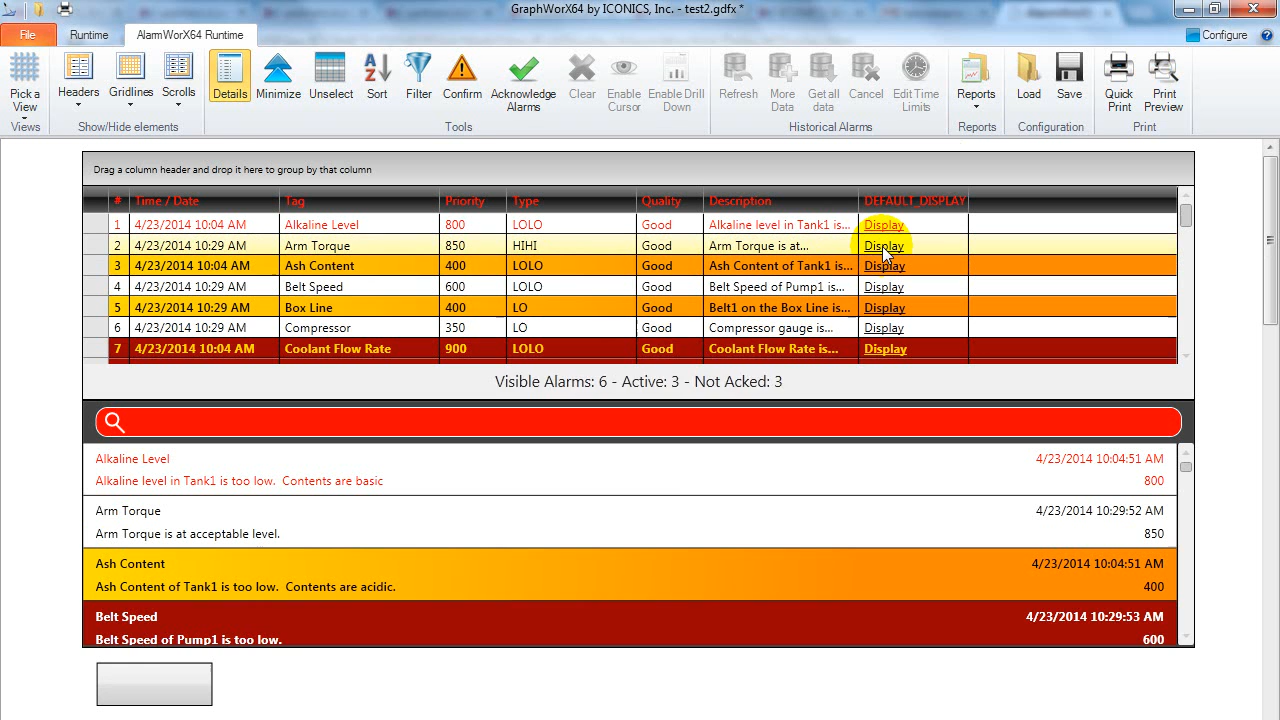 GraphWorX64 by ICONICS, Inc. - test2.gdfx *
File Runtime AlarmWorX64 Runtime Configure
Pick a View Headers Gridlines Scrolls Details Minimize Unselect Sort Filter Confirm Acknowledge Alarms Clear Enable Cursor Enable Drill Down Refresh More Data Get all data Cancel Edit Time Limits Reports Load Save Quick Print Print Preview
Views Show/Hide elements Tools Historical Alarms Reports Configuration Print
Drag a column header and drop it here to group by that column
# Time / Date Tag Priority Type Quality Description DEFAULT_DISPLAY
1 4/23/2014 10:04 AM Alkaline Level 800 LOLO Good Alkaline level in Tank1 is... Display
2 4/23/2014 10:29 AM Arm Torque 850 HIHI Good Arm Torque is at... Display
3 4/23/2014 10:04 AM Ash Content 400 LOLO Good Ash Content of Tank1 is... Display
4 4/23/2014 10:29 AM Belt Speed 600 LOLO Good Belt Speed of Pump1 is... Display
5 4/23/2014 10:29 AM Box Line 400 LO Good Belt1 on the Box Line is... Display
6 4/23/2014 10:29 AM Compressor 350 LO Good Compressor gauge is... Display
7 4/23/2014 10:04 AM Coolant Flow Rate 900 LOLO Good Coolant Flow Rate is... Display
Visible Alarms: 6 - Active: 3 - Not Acked: 3
Alkaline Level 4/23/2014 10:04:51 AM
Alkaline level in Tank1 is too low. Contents are basic 800
Arm Torque 4/23/2014 10:29:52 AM
Arm Torque is at acceptable level. 850
Ash Content 4/23/2014 10:04:51 AM
Ash Content of Tank1 is too low. Contents are acidic. 400
Belt Speed 4/23/2014 10:29:53 AM
Belt Speed of Pump1 is too low. 600